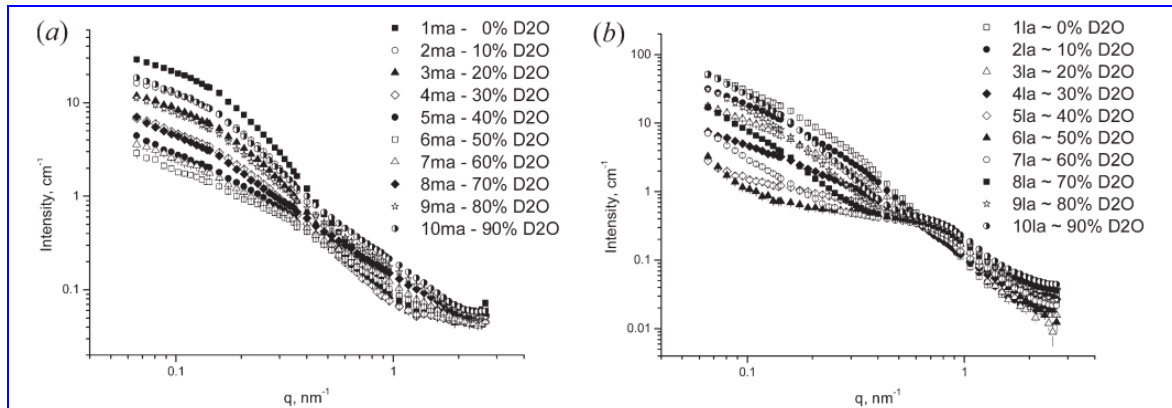 (a)
1ma - 0% D2O
2ma - 10% D2O
3ma - 20% D2O
4ma - 30% D2O
5ma - 40% D2O
6ma - 50% D2O
7ma - 60% D2O
8ma - 70% D2O
9ma - 80% D2O
10ma - 90% D2O
Intensity, cm⁻¹
10
1
0.1
0.1
1
q, nm⁻¹
(b)
1la ~ 0% D2O
2la ~ 10% D2O
3la ~ 20% D2O
4la ~ 30% D2O
5la ~ 40% D2O
6la ~ 50% D2O
7la ~ 60% D2O
8la ~ 70% D2O
9la ~ 80% D2O
10la ~ 90% D2O
Intensity, cm⁻¹
100
10
1
0.1
0.01
0.1
1
q, nm⁻¹